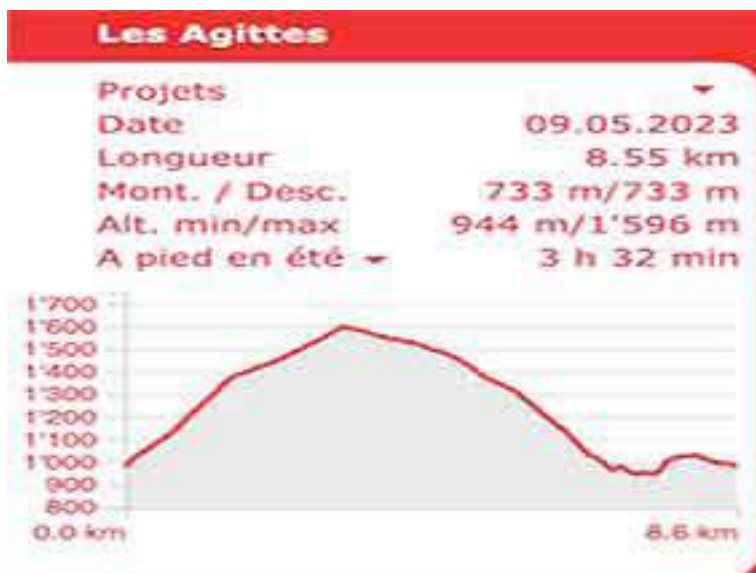 Les Agittes
Projets
Date 09.05.2023
Longueur 8.55 km
Mont. / Desc. 733 m/733 m
Alt. min/max 944 m/1'596 m
A pied en été 3 h 32 min
1'700
1'600
1'500
1'400
1'300
1'200
1'100
1'000
900
800
0.0 km 8.6 km